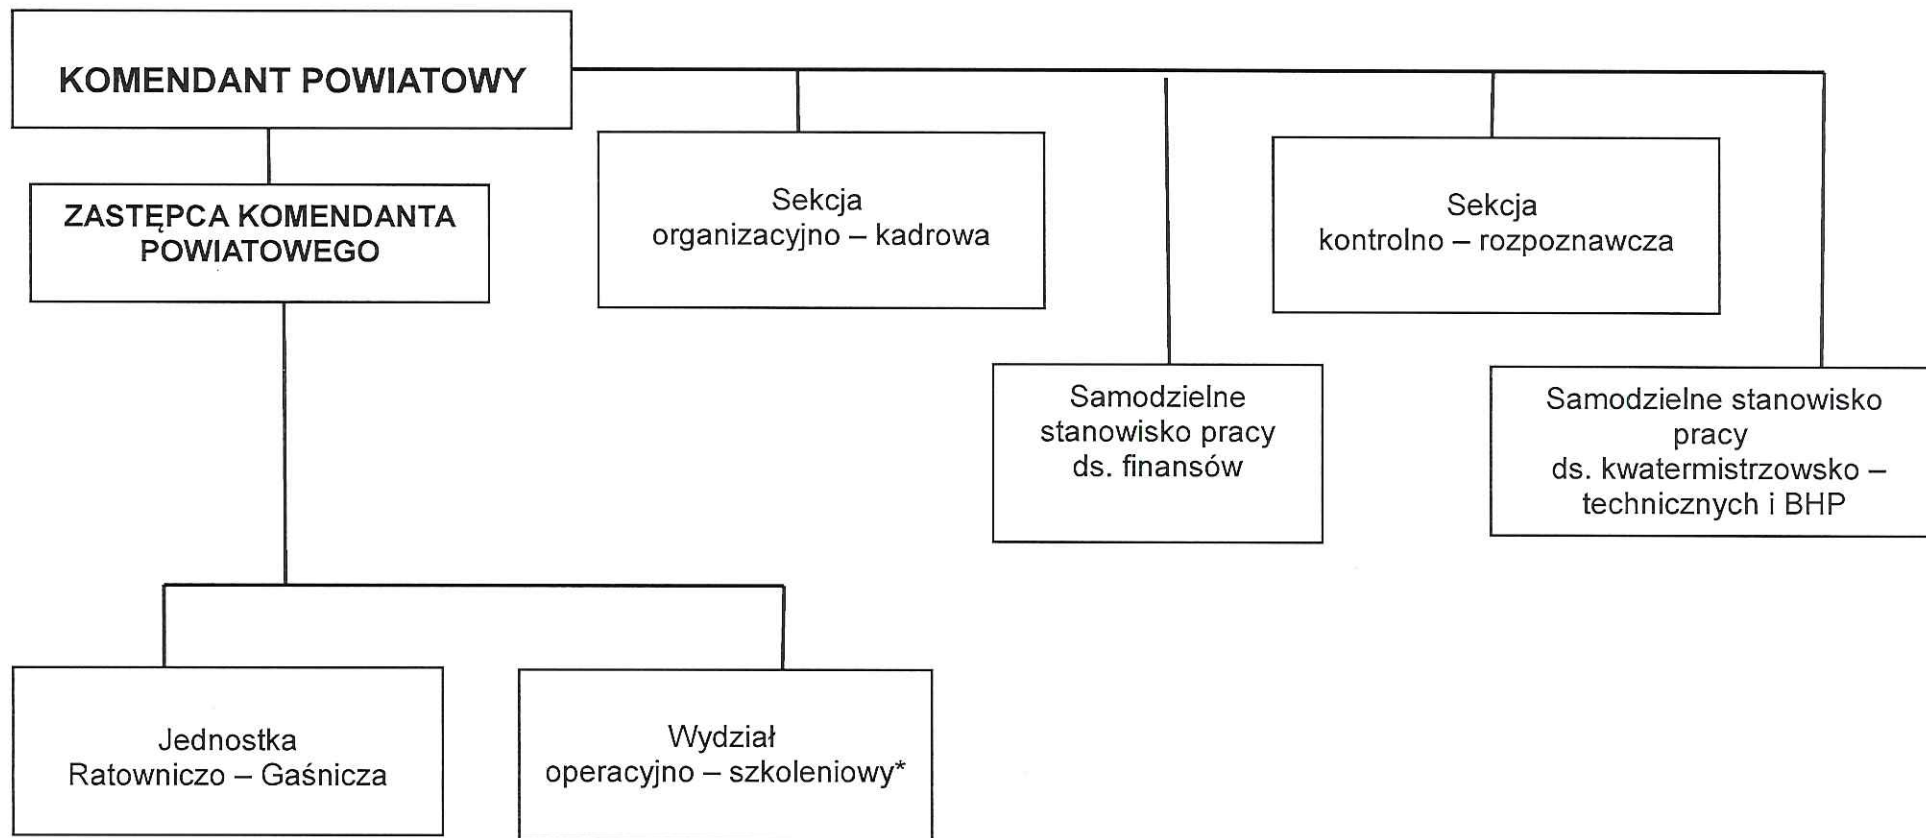 KOMENDANT POWIATOWY
ZASTĘPCA KOMENDANTA
POWIATOWEGO
Sekcja
organizacyjno – kadrowa
Sekcja
kontrolno – rozpoznawcza
Samodzielne
stanowisko pracy
ds. finansów
Samodzielne stanowisko
pracy
ds. kwatermistrzowsko –
technicznych i BHP
Jednostka
Ratowniczo – Gaśnicza
Wydział
operacyjno – szkoleniowy*